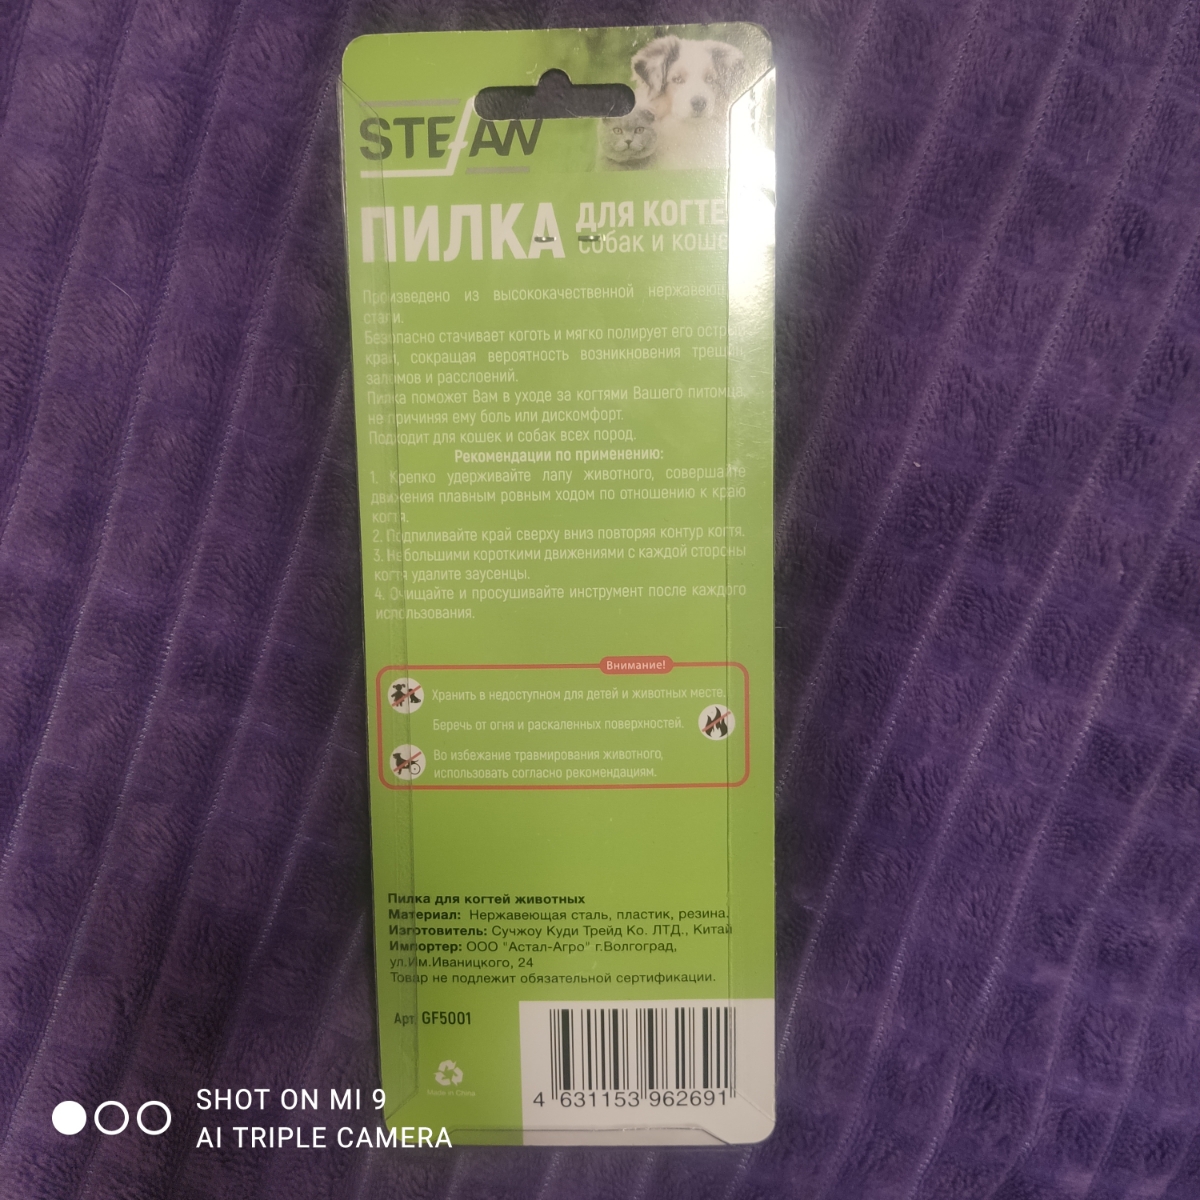 STEFAN
ПИЛКА
ДЛЯ КОГТЕ
собак и коше
Произведено из высококачественной нержавеющ
стали.
Безопасно стачивает коготь и мягко полирует его остр
края, сокращая вероятность возникновения трещин,
заломов и расслоений.
Пилка поможет Вам в уходе за когтями Вашего питомца,
не причиняя ему боль или дискомфорт.
Подходит для кошек и собак всех пород.
Рекомендации по применению:
1. Крепко удерживайте лапу животного, совершайте
движения плавным ровным ходом по отношению к краю
когтя.
2. Подпиливайте край сверху вниз повторяя контур когтя.
3. Небольшими короткими движениями с каждой стороны
когтя удалите заусенцы.
4. Очищайте и просушивайте инструмент после каждого
использования.
Внимание!
Хранить в недоступном для детей и животных месте.
Беречь от огня и раскаленных поверхностей.
Во избежание травмирования животного,
использовать согласно рекомендациям.
Пилка для когтей животных
Материал: Нержавеющая сталь, пластик, резина.
Изготовитель: Сучжоу Куди Трейд Ко. ЛТД., Китай
Импортер: ООО "Астал-Агро" г.Волгоград,
ул.Им.Иваницкого, 24
Товар не подлежит обязательной сертификации.
Арт. GF5001
Made in China
4 631153 962691
SHOT ON MI 9
AI TRIPLE CAMERA